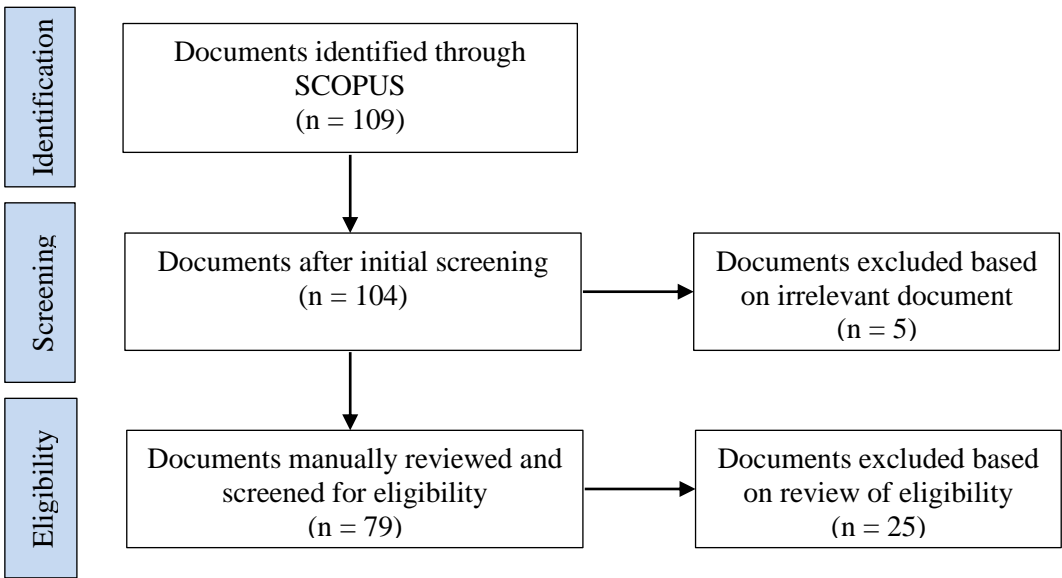 Identification
Documents identified through
SCOPUS
(n = 109)
Screening
Documents after initial screening
(n = 104)
Documents excluded based
on irrelevant document
(n = 5)
Eligibility
Documents manually reviewed and
screened for eligibility
(n = 79)
Documents excluded based
on review of eligibility
(n = 25)